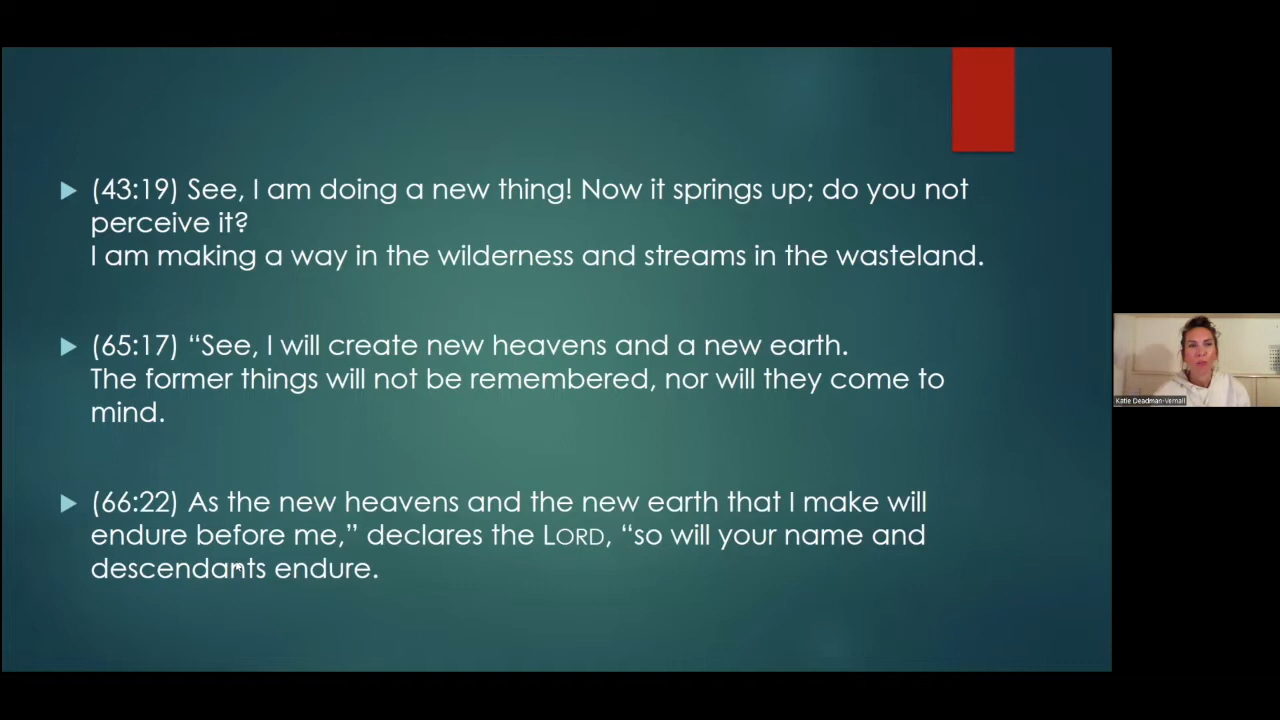 (43:19) See, I am doing a new thing! Now it springs up; do you not
perceive it?
I am making a way in the wilderness and streams in the wasteland.
(65:17) “See, I will create new heavens and a new earth.
The former things will not be remembered, nor will they come to
mind.
(66:22) As the new heavens and the new earth that I make will
endure before me,” declares the LORD, “so will your name and
descendants endure.
Katie Deadman-Verrall